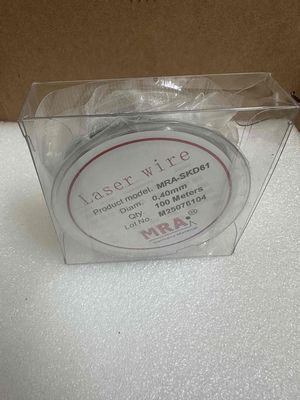 laser wire
Product model: MRA-SKD61
Diam. 0.40mm
Qty. 100 Meters
Lot No. M25076104
MRA